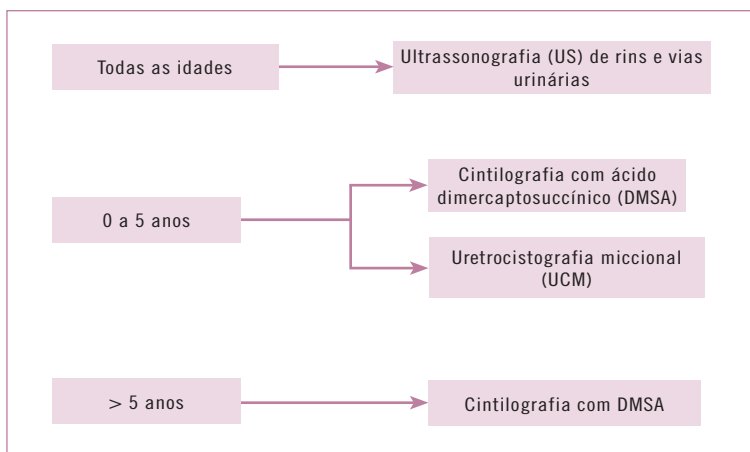 Todas as idades
Ultrassonografia (US) de rins e vias
urinárias
0 a 5 anos
Cintilografia com ácido
dimercaptosuccínico (DMSA)
Uretrocistografia miccional
(UCM)
> 5 anos
Cintilografia com DMSA